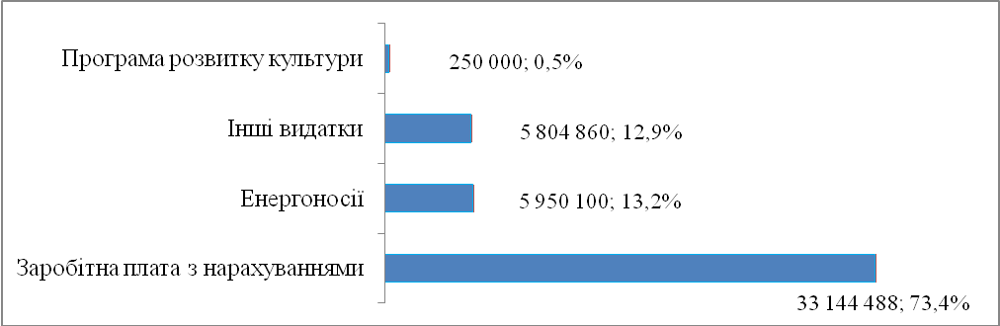 Програма розвитку культури 250 000; 0,5%
Інші видатки 5 804 860; 12,9%
Енергоносії 5 950 100; 13,2%
Заробітна плата з нарахуваннями
33 144 488; 73,4%